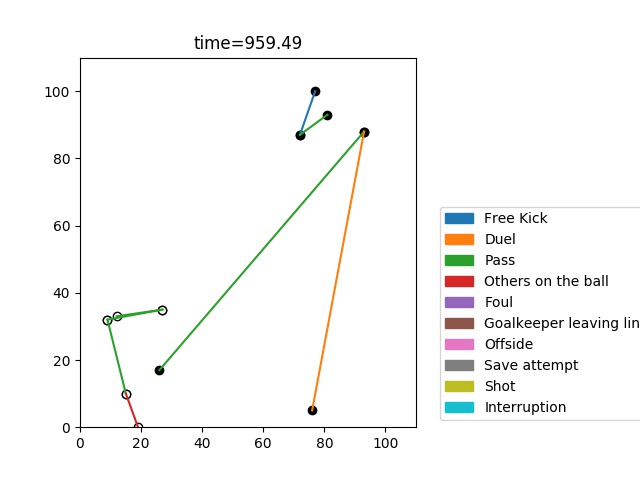 time=959.49
100
80
60
40
20
0
0 20 40 60 80 100
Free Kick
Duel
Pass
Others on the ball
Foul
Goalkeeper leaving lin
Offside
Save attempt
Shot
Interruption